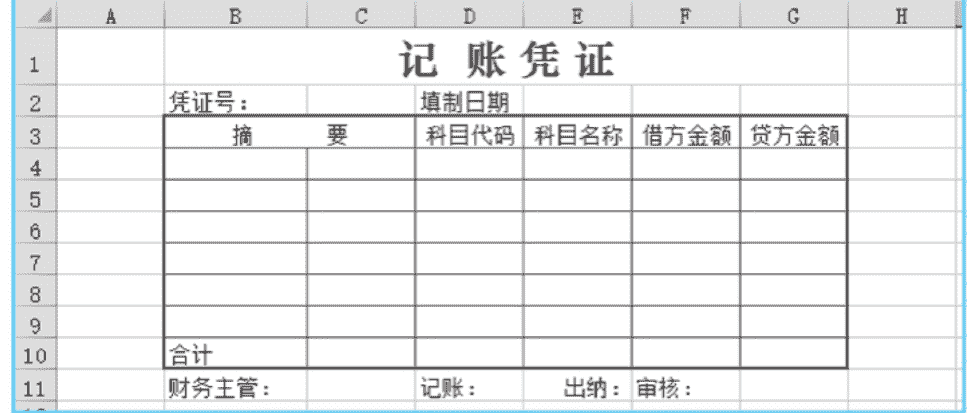 A B C D E F G H
1 记 账 凭 证
2 凭证号： 填制日期
3 摘 要 科目代码 科目名称 借方金额 贷方金额
4
5
6
7
8
9
10 合计
11 财务主管： 记账： 出纳： 审核：